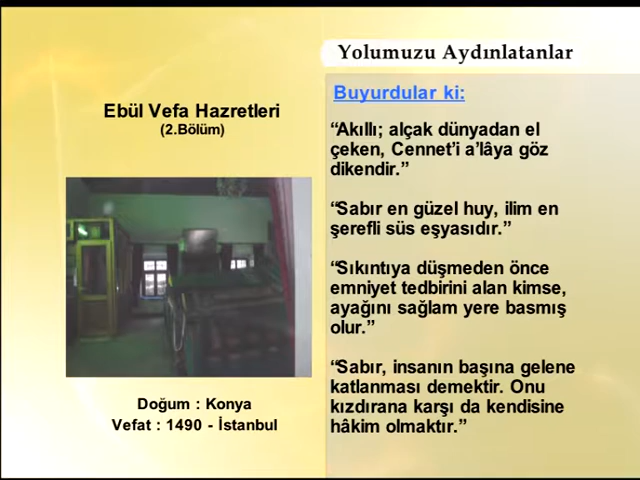 Yolumuzu Aydınlatanlar
Ebül Vefa Hazretleri
(2.Bölüm)
Doğum : Konya
Vefat : 1490 - İstanbul
Buyurdular ki:
“Akıllı; alçak dünyadan el
çeken, Cennet’i a’lâya göz
dikendir.”
“Sabır en güzel huy, ilim en
şerefli süs eşyasıdır.”
“Sıkıntıya düşmeden önce
emniyet tedbirini alan kimse,
ayağını sağlam yere basmış
olur.”
“Sabır, insanın başına gelene
katlanması demektir. Onu
kızdırana karşı da kendisine
hâkim olmaktır.”